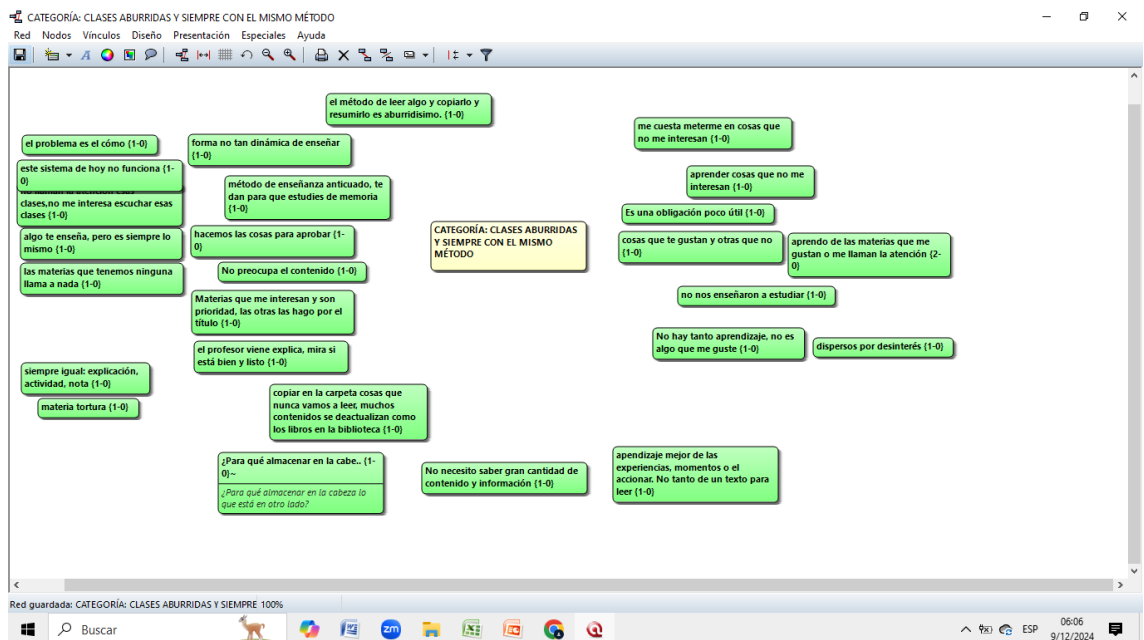 CATEGORÍA: CLASES ABURRIDAS Y SIEMPRE CON EL MISMO MÉTODO
Red Nodos Vínculos Diseño Presentación Especiales Ayuda
el método de leer algo y copiarlo y
resumirlo es aburridisimo. {1-0}
me cuesta meterme en cosas que
no me interesan {1-0}
el problema es el cómo {1-0}
forma no tan dinámica de enseñar
{1-0}
este sistema de hoy no funciona {1-
0}
clases,no me interesa escuchar esas
clases {1-0}
método de enseñanza anticuado, te
dan para que estudies de memoria
{1-0}
aprender cosas que no me
interesan {1-0}
Es una obligación poco útil {1-0}
algo te enseña, pero es siempre lo
mismo {1-0}
hacemos las cosas para aprobar {1-
0}
CATEGORÍA: CLASES ABURRIDAS
Y SIEMPRE CON EL MISMO
MÉTODO
cosas que te gustan y otras que no
{1-0}
aprendo de las materias que me
gustan o me llaman la atención {2-
0}
las materias que tenemos ninguna
llama a nada {1-0}
No preocupa el contenido {1-0}
Materias que me interesan y son
prioridad, las otras las hago por el
título {1-0}
no nos enseñaron a estudiar {1-0}
el profesor viene explica, mira si
está bien y listo {1-0}
No hay tanto aprendizaje, no es
algo que me guste {1-0}
dispersos por desinterés {1-0}
siempre igual: explicación,
actividad, nota {1-0}
materia tortura {1-0}
copiar en la carpeta cosas que
nunca vamos a leer, muchos
contenidos se deactualizan como
los libros en la biblioteca {1-0}
¿Para qué almacenar en la cabe.. {1-
0}~
¿Para qué almacenar en la cabeza lo
que está en otro lado?
No necesito saber gran cantidad de
contenido y información {1-0}
apendizaje mejor de las
experiencias, momentos o el
accionar. No tanto de un texto para
leer {1-0}
Red guardada: CATEGORÍA: CLASES ABURRIDAS Y SIEMPRE 100%
Buscar
zm
ESP
06:06
9/12/2024